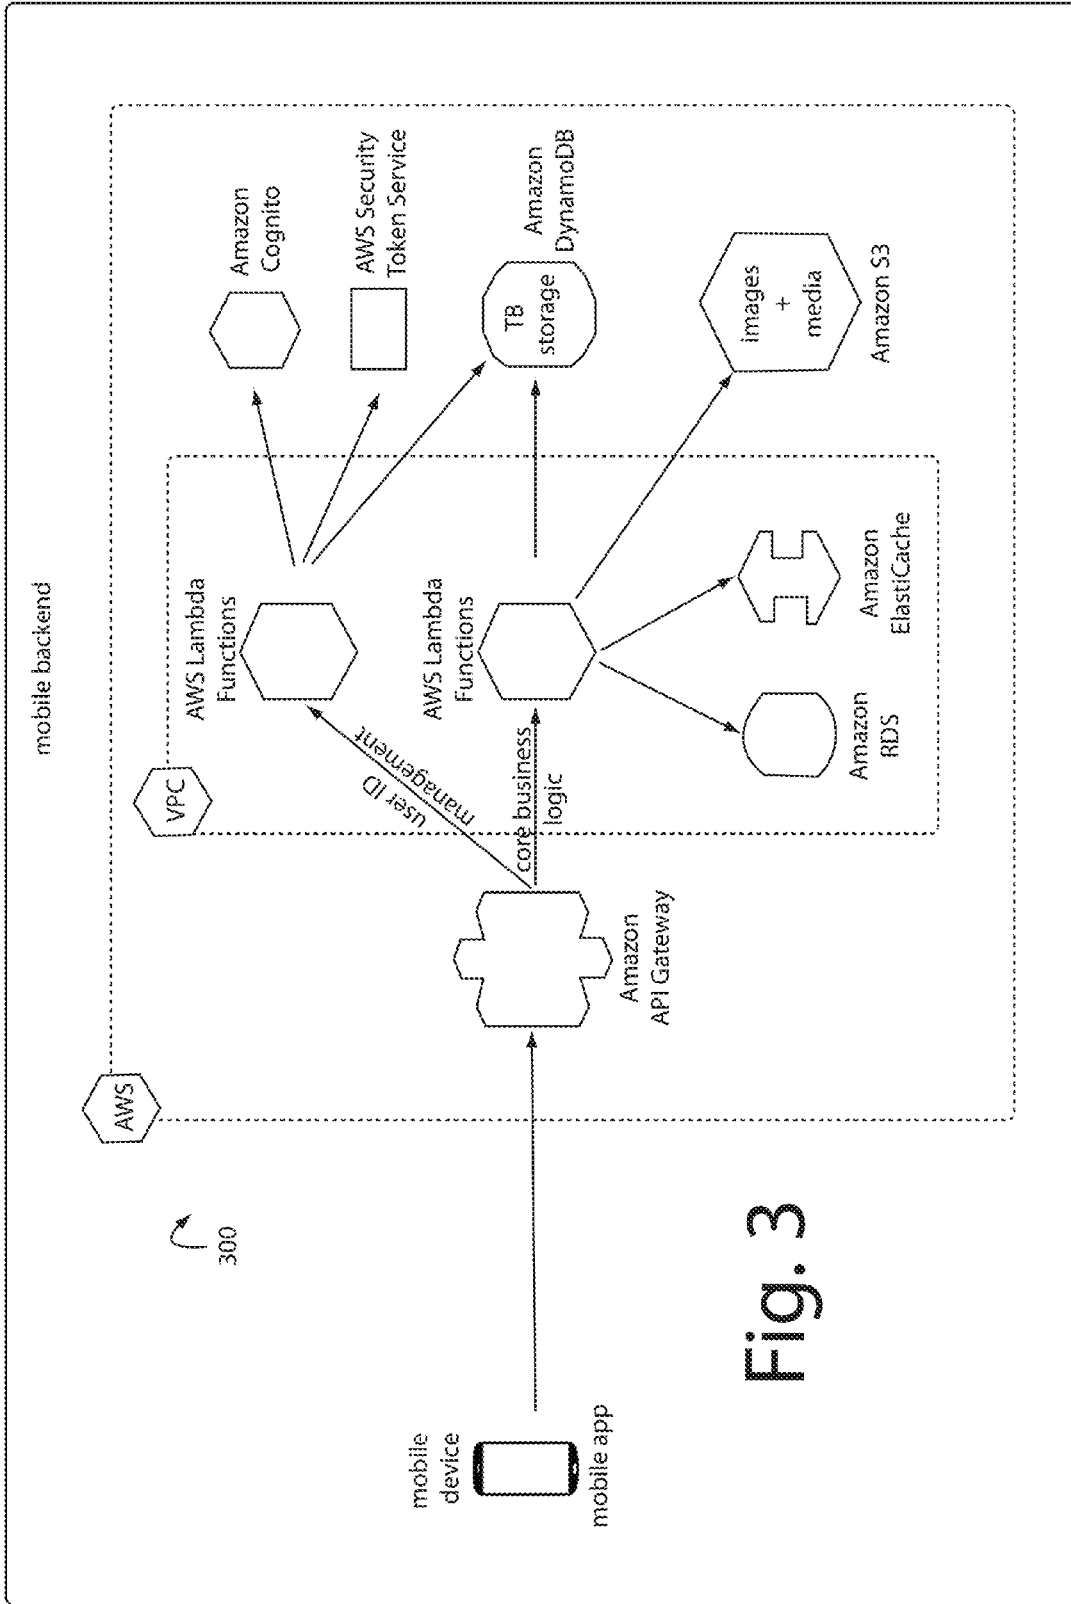 mobile backend
AWS
VPC
300
mobile
device
mobile app
Amazon
API Gateway
user ID
management
core business
logic
AWS Lambda
Functions
AWS Lambda
Functions
Amazon
RDS
Amazon
ElastiCache
Amazon
Cognito
AWS Security
Token Service
TB
storage
Amazon
DynamoDB
images
+
media
Amazon S3
Fig. 3